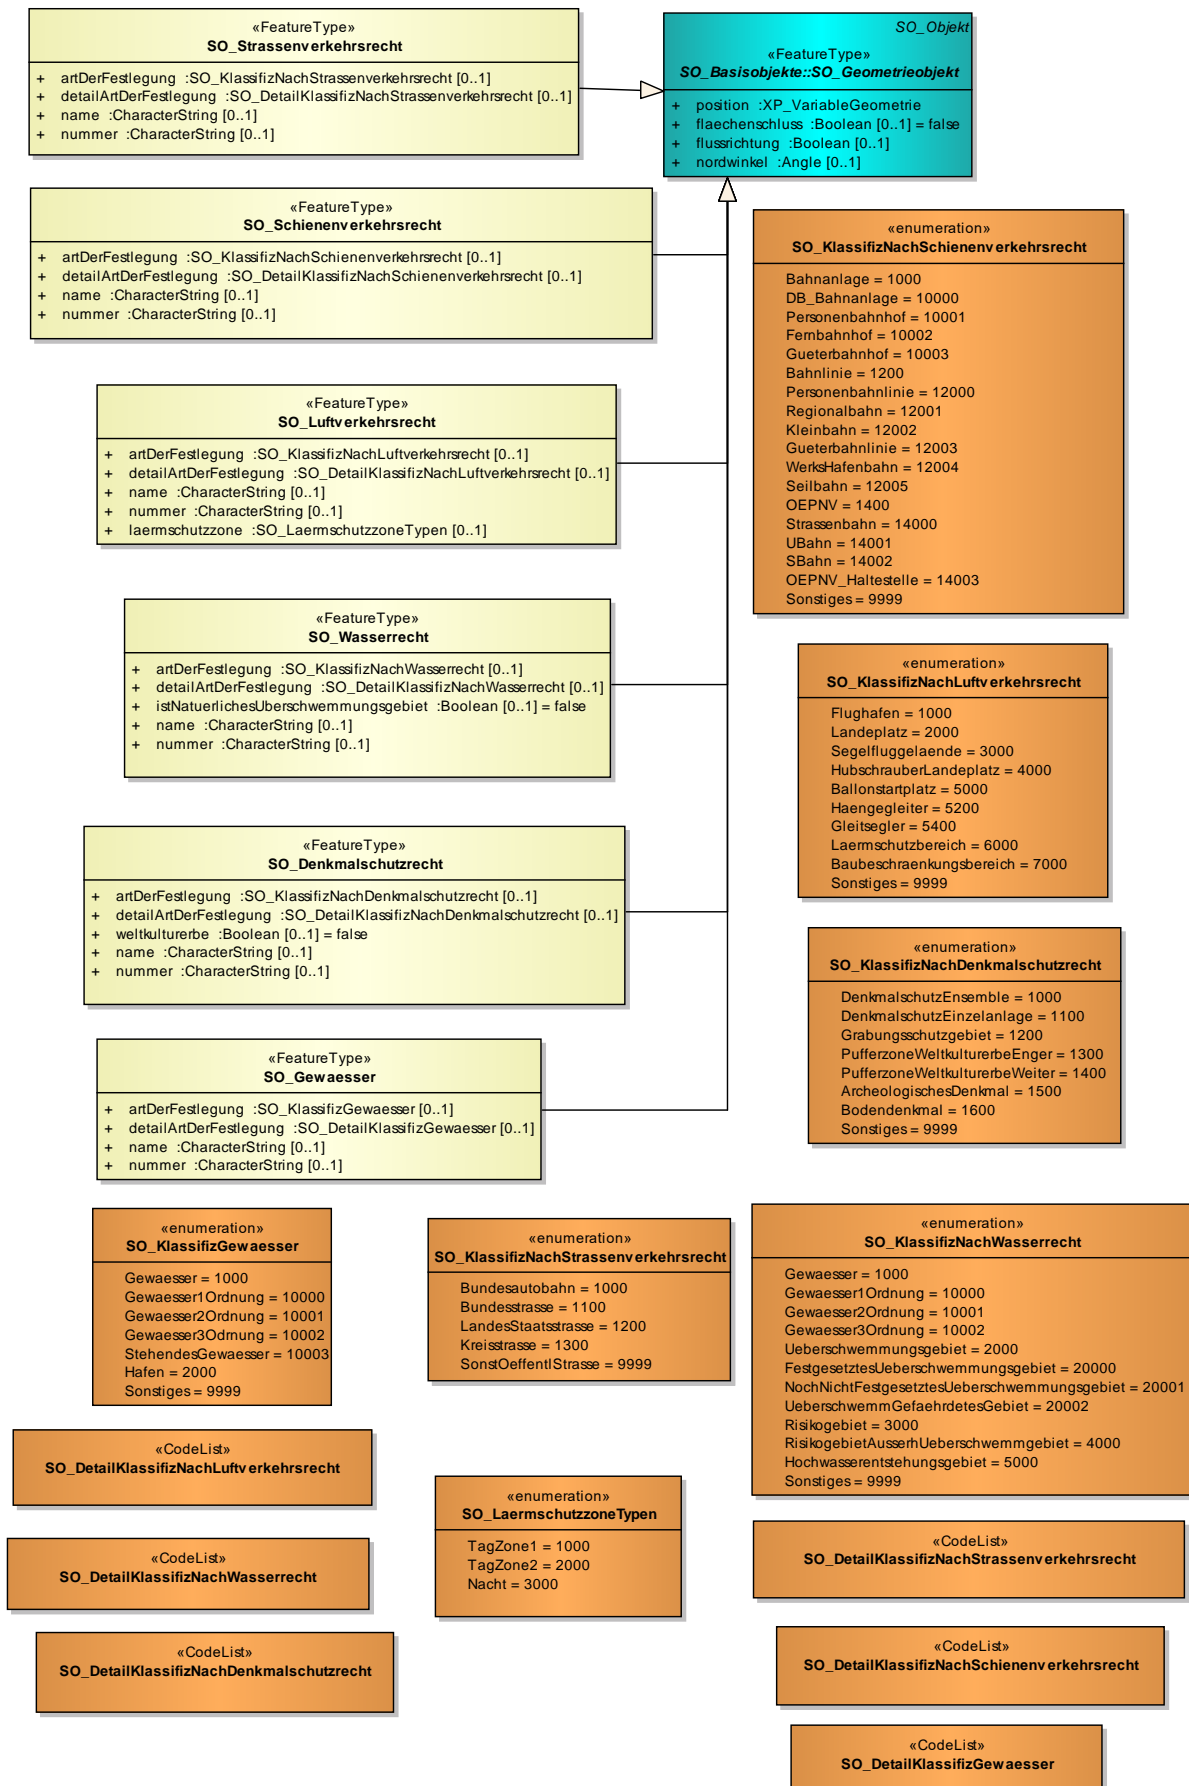 «FeatureType»
SO_Strassenverkehrsrecht
+ artDerFestlegung :SO_KlassifizNachStrassenverkehrsrecht [0..1]
+ detailArtDerFestlegung :SO_DetailKlassifizNachStrassenverkehrsrecht [0..1]
+ name :CharacterString [0..1]
+ nummer :CharacterString [0..1]
SO_Objekt
«FeatureType»
SO_Basisobjekte::SO_Geometrieobjekt
+ position :XP_VariableGeometrie
+ flaechenschluss :Boolean [0..1] = false
+ flussrichtung :Boolean [0..1]
+ nordwinkel :Angle [0..1]
«FeatureType»
SO_Schienenverkehrsrecht
+ artDerFestlegung :SO_KlassifizNachSchienenverkehrsrecht [0..1]
+ detailArtDerFestlegung :SO_DetailKlassifizNachSchienenverkehrsrecht [0..1]
+ name :CharacterString [0..1]
+ nummer :CharacterString [0..1]
«enumeration»
SO_KlassifizNachSchienenverkehrsrecht
Bahnanlage = 1000
DB_Bahnanlage = 10000
Personenbahnhof = 10001
Fernbahnhof = 10002
Gueterbahnhof = 10003
Bahnlinie = 1200
Personenbahnlinie = 12000
Regionalbahn = 12001
Kleinbahn = 12002
Gueterbahnlinie = 12003
WerksHafenbahn = 12004
Seilbahn = 12005
OEPNV = 1400
Strassenbahn = 14000
UBahn = 14001
SBahn = 14002
OEPNV_Haltestelle = 14003
Sonstiges = 9999
«FeatureType»
SO_Luftverkehrsrecht
+ artDerFestlegung :SO_KlassifizNachLuftverkehrsrecht [0..1]
+ detailArtDerFestlegung :SO_DetailKlassifizNachLuftverkehrsrecht [0..1]
+ name :CharacterString [0..1]
+ nummer :CharacterString [0..1]
+ laermschutzzone :SO_LaermschutzzoneTypen [0..1]
«FeatureType»
SO_Wasserrecht
+ artDerFestlegung :SO_KlassifizNachWasserrecht [0..1]
+ detailArtDerFestlegung :SO_DetailKlassifizNachWasserrecht [0..1]
+ istNatuerlichesUberschwemmungsgebiet :Boolean [0..1] = false
+ name :CharacterString [0..1]
+ nummer :CharacterString [0..1]
«enumeration»
SO_KlassifizNachLuftverkehrsrecht
Flughafen = 1000
Landeplatz = 2000
Segelfluggelaende = 3000
HubschrauberLandeplatz = 4000
Ballonstartplatz = 5000
Haengegleiter = 5200
Gleitsegler = 5400
Laermschutzbereich = 6000
Baubeschraenkungsbereich = 7000
Sonstiges = 9999
«FeatureType»
SO_Denkmalschutzrecht
+ artDerFestlegung :SO_KlassifizNachDenkmalschutzrecht [0..1]
+ detailArtDerFestlegung :SO_DetailKlassifizNachDenkmalschutzrecht [0..1]
+ weltkulturerbe :Boolean [0..1] = false
+ name :CharacterString [0..1]
+ nummer :CharacterString [0..1]
«enumeration»
SO_KlassifizNachDenkmalschutzrecht
DenkmalschutzEnsemble = 1000
DenkmalschutzEinzelanlage = 1100
Grabungsschutzgebiet = 1200
PufferzoneWeltkulturerbeEnger = 1300
PufferzoneWeltkulturerbeWeiter = 1400
ArcheologischesDenkmal = 1500
Bodendenkmal = 1600
Sonstiges = 9999
«FeatureType»
SO_Gewaesser
+ artDerFestlegung :SO_KlassifizGewaesser [0..1]
+ detailArtDerFestlegung :SO_DetailKlassifizGewaesser [0..1]
+ name :CharacterString [0..1]
+ nummer :CharacterString [0..1]
«enumeration»
SO_KlassifizGewaesser
Gewaesser = 1000
Gewaesser1Ordnung = 10000
Gewaesser2Ordnung = 10001
Gewaesser3Odrnung = 10002
StehendesGewaesser = 10003
Hafen = 2000
Sonstiges = 9999
«enumeration»
SO_KlassifizNachStrassenverkehrsrecht
Bundesautobahn = 1000
Bundesstrasse = 1100
LandesStaatsstrasse = 1200
Kreisstrasse = 1300
SonstOeffentlStrasse = 9999
«enumeration»
SO_KlassifizNachWasserrecht
Gewaesser = 1000
Gewaesser1Ordnung = 10000
Gewaesser2Ordnung = 10001
Gewaesser3Ordnung = 10002
Ueberschwemmungsgebiet = 2000
FestgesetztesUeberschwemmungsgebiet = 20000
NochNichtFestgesetztesUeberschwemmungsgebiet = 20001
UeberschwemmGefaehrdetesGebiet = 20002
Risikogebiet = 3000
RisikogebietAusserhUeberschwemmgebiet = 4000
Hochwasserentstehungsgebiet = 5000
Sonstiges = 9999
«CodeList»
SO_DetailKlassifizNachLuftverkehrsrecht
«enumeration»
SO_LaermschutzzoneTypen
TagZone1 = 1000
TagZone2 = 2000
Nacht = 3000
«CodeList»
SO_DetailKlassifizNachStrassenverkehrsrecht
«CodeList»
SO_DetailKlassifizNachWasserrecht
«CodeList»
SO_DetailKlassifizNachDenkmalschutzrecht
«CodeList»
SO_DetailKlassifizNachSchienenverkehrsrecht
«CodeList»
SO_DetailKlassifizGewaesser